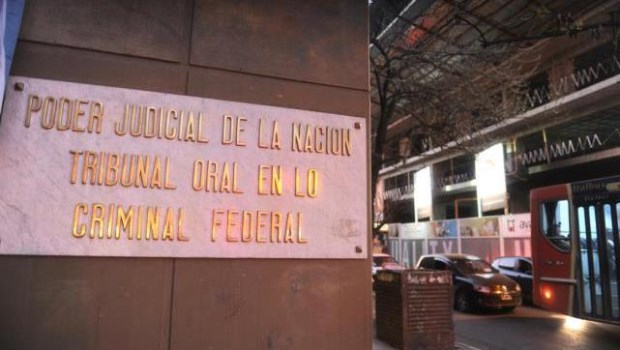 PODER JUDICIAL DE LA NACION
TRIBUNAL ORAL EN LO
CRIMINAL FEDERAL